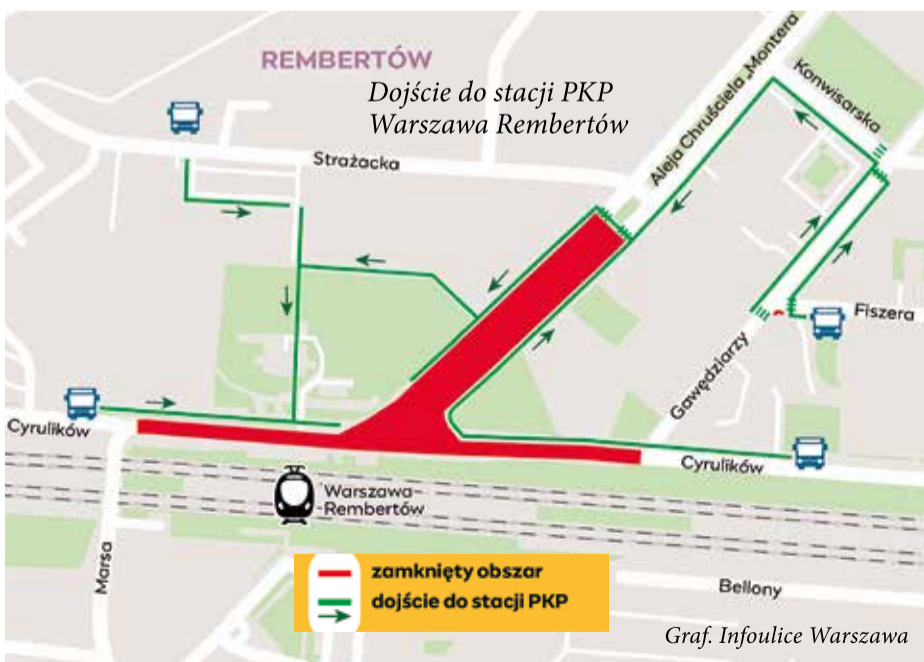 REMBERTÓW
Dojście do stacji PKP
Warszawa Rembertów
Aleja Chruściela „Montera
Konwisarska
Strażacka
Fiszera
Gawędziarzy
Cyrulików
Cyrulików
Warszawa-
Rembertów
Marsa
zamknięty obszar
dojście do stacji PKP
Bellony
Graf. Infoulice Warszawa